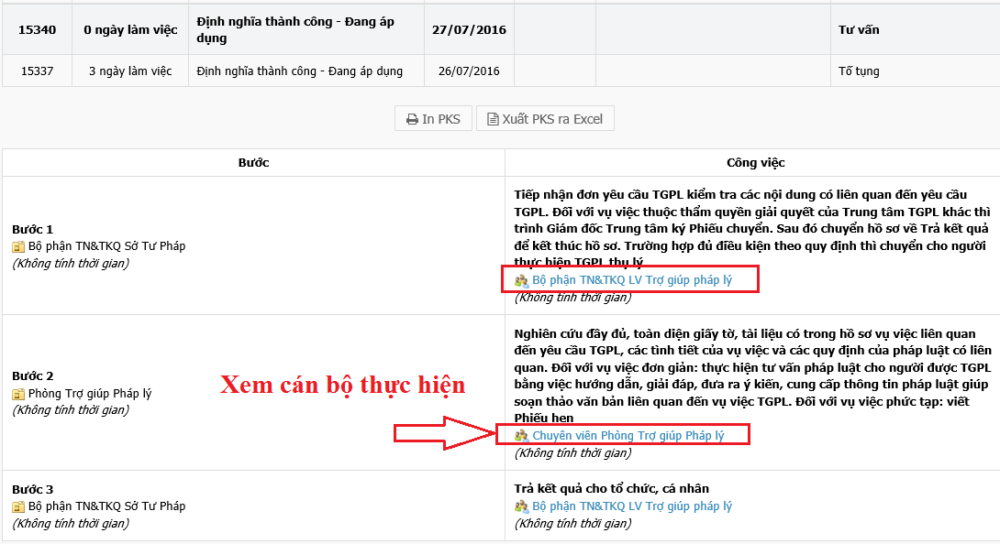 15340 0 ngày làm việc Định nghĩa thành công - Đang áp dụng 27/07/2016 Tư vấn
15337 3 ngày làm việc Định nghĩa thành công - Đang áp dụng 26/07/2016 Tố tụng
In PKS Xuất PKS ra Excel
Bước Công việc
Bước 1
Bộ phận TN&TKQ Sở Tư Pháp
(Không tính thời gian)
Tiếp nhận đơn yêu cầu TGPL kiểm tra các nội dung có liên quan đến yêu cầu
TGPL. Đối với vụ việc thuộc thẩm quyền giải quyết của Trung tâm TGPL khác thì
trình Giám đốc Trung tâm ký Phiếu chuyển. Sau đó chuyển hồ sơ về Trả kết quả
để kết thúc hồ sơ. Trường hợp đủ điều kiện theo quy định thì chuyển cho người
thực hiện TGPL thụ lý
Bộ phận TN&TKQ LV Trợ giúp pháp lý
(Không tính thời gian)
Bước 2
Phòng Trợ giúp Pháp lý
(Không tính thời gian)
Xem cán bộ thực hiện
Nghiên cứu đầy đủ, toàn diện giấy tờ, tài liệu có trong hồ sơ vụ việc liên quan
đến yêu cầu TGPL, các tình tiết của vụ việc và các quy định của pháp luật có liên
quan. Đối với vụ việc đơn giản: thực hiện tư vấn pháp luật cho người được TGPL
bằng việc hướng dẫn, giải đáp, đưa ra ý kiến, cung cấp thông tin pháp luật giúp
soạn thảo văn bản liên quan đến vụ việc TGPL. Đối với vụ việc phức tạp: viết
Phiếu hẹn
Chuyên viên Phòng Trợ giúp Pháp lý
(Không tính thời gian)
Bước 3
Bộ phận TN&TKQ Sở Tư Pháp
(Không tính thời gian)
Trả kết quả cho tổ chức, cá nhân
Bộ phận TN&TKQ LV Trợ giúp pháp lý
(Không tính thời gian)